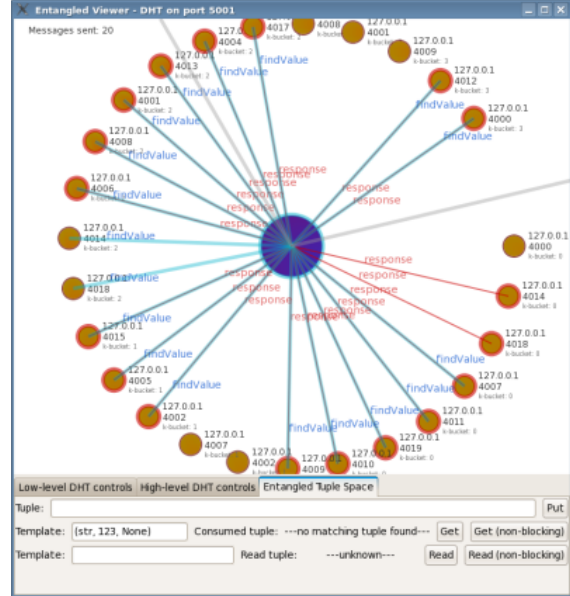 Entangled Viewer - DHT on port 5001
Messages sent: 20
4017
k-bucket: 2
4008
4001
127.0.0.1
4009
k-bucket: 3
127.0.0.1
4004
k-bucket: 2
findValue
127.0.0.1
4013
k-bucket: 2
findValue
127.0.0.1
4012
k-bucket: 3
findValue
127.0.0.1
4001
k-bucket: 2
findValue
127.0.0.1
4000
k-bucket: 3
findValue
127.0.0.1
4008
findValue
127.0.0.1
4006
findValue
response
response
response
response
response
response
response
127.0.0.1
4014
findValue
k-bucket: 2
127.0.0.1
4000
k-bucket: 0
127.0.0.1
4018
findValue
k-bucket: 2
response
response
response
response
response
response
response
response
response
127.0.0.1
4014
k-bucket: 0
127.0.0.1
4015
k-bucket: 1
findValue
127.0.0.1
4018
k-bucket: 0
findValue
127.0.0.1
4005
k-bucket: 1
findValue
127.0.0.1
4007
k-bucket: 0
findValue
127.0.0.1
4002
k-bucket: 1
findValue
127.0.0.1
4011
k-bucket: 0
findValue
findValue
127.0.0.1
4007
k-bucket: 1
127.0.0.1
4019
k-bucket: 0
127.0.0.1
4002
127.0.0.1
4009
127.0.0.1
4010
Low-level DHT controls High-level DHT controls Entangled Tuple Space
Tuple: Put
Template: (str, 123, None) Consumed tuple: ---no matching tuple found--- Get Get (non-blocking)
Template: Read tuple: ---unknown--- Read Read (non-blocking)